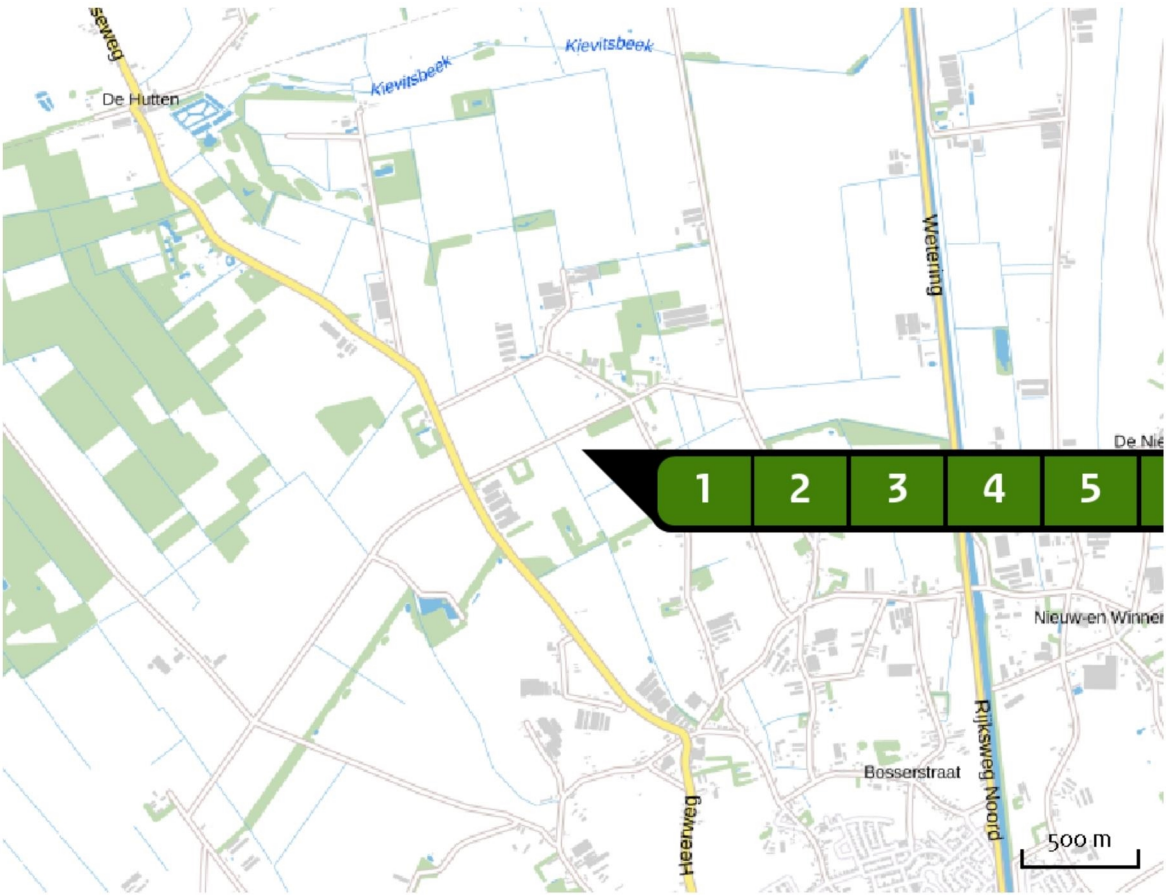 seweg
Kievitsbeek
Kievitsbeek
De Hutten
Wetering
De Nie
1 2 3 4 5
Nieuw-en Winner
Rijksweg Noord
Bosserstraat
Heerweg
500 m